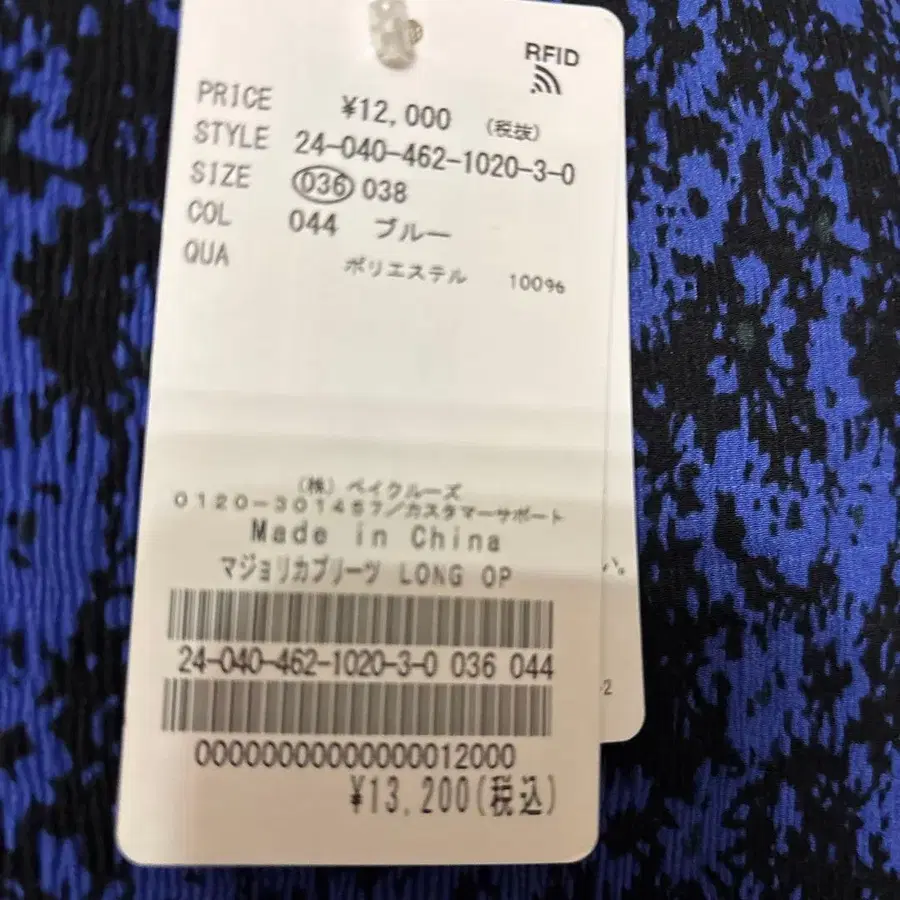 RFID
PRICE ¥12,000 (税抜)
STYLE 24-040-462-1020-3-0
SIZE 036 038
COL 044 ブルー
QUA ポリエステル 100%
(株)ベイクルーズ
0120-301457/カスタマーサポート
Made in China
マジョリカプリーツ LONG OP
24-040-462-1020-3-0 036 044
00000000000000012000
¥13,200(税込)
い。
-2